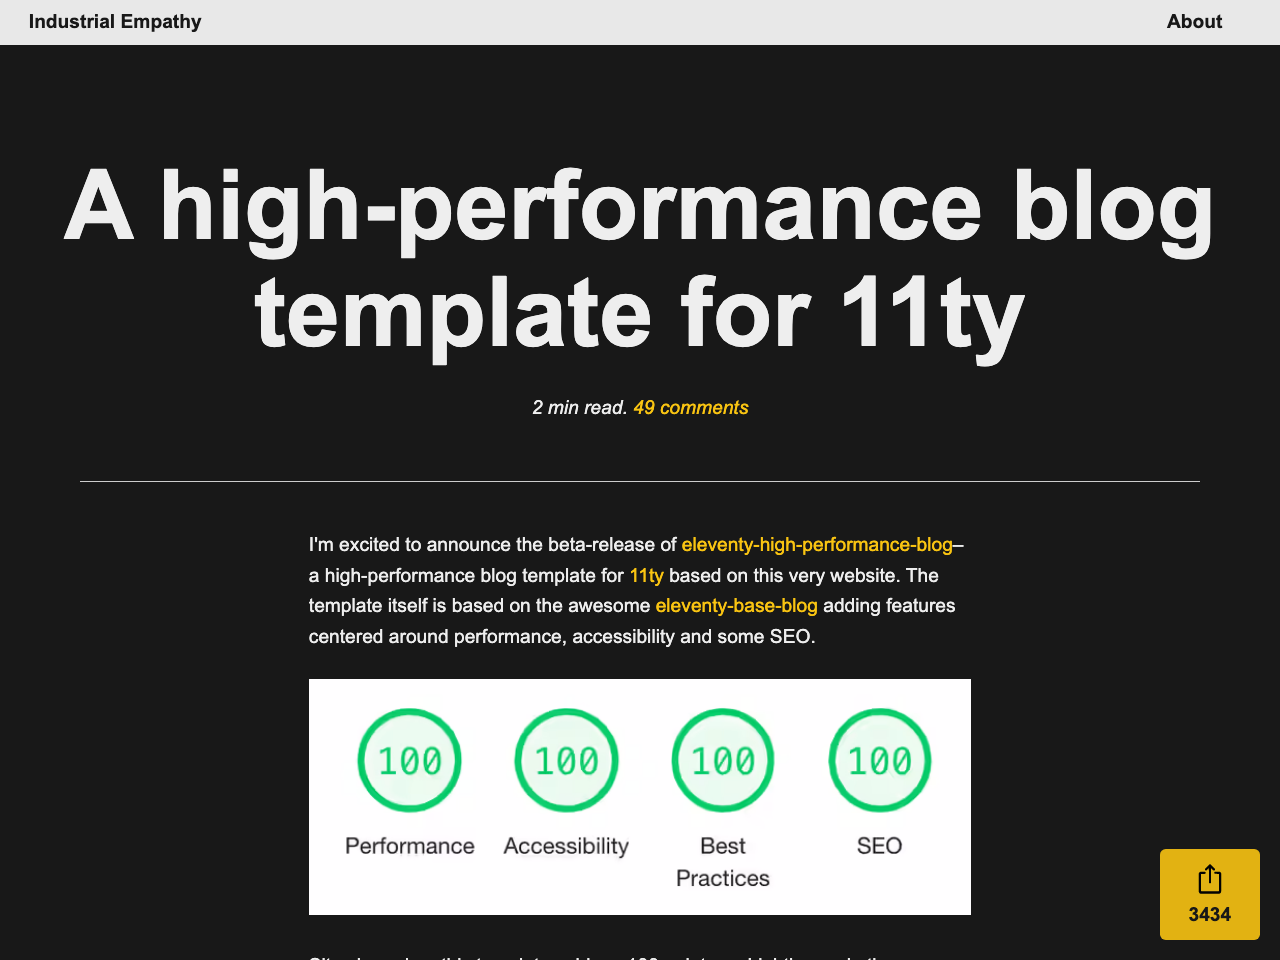 Industrial Empathy
About
A high-performance blog
template for 11ty
2 min read. 49 comments
I'm excited to announce the beta-release of eleventy-high-performance-blog–
a high-performance blog template for 11ty based on this very website. The
template itself is based on the awesome eleventy-base-blog adding features
centered around performance, accessibility and some SEO.
100 100 100 100
Performance Accessibility Best SEO
Practices
3434